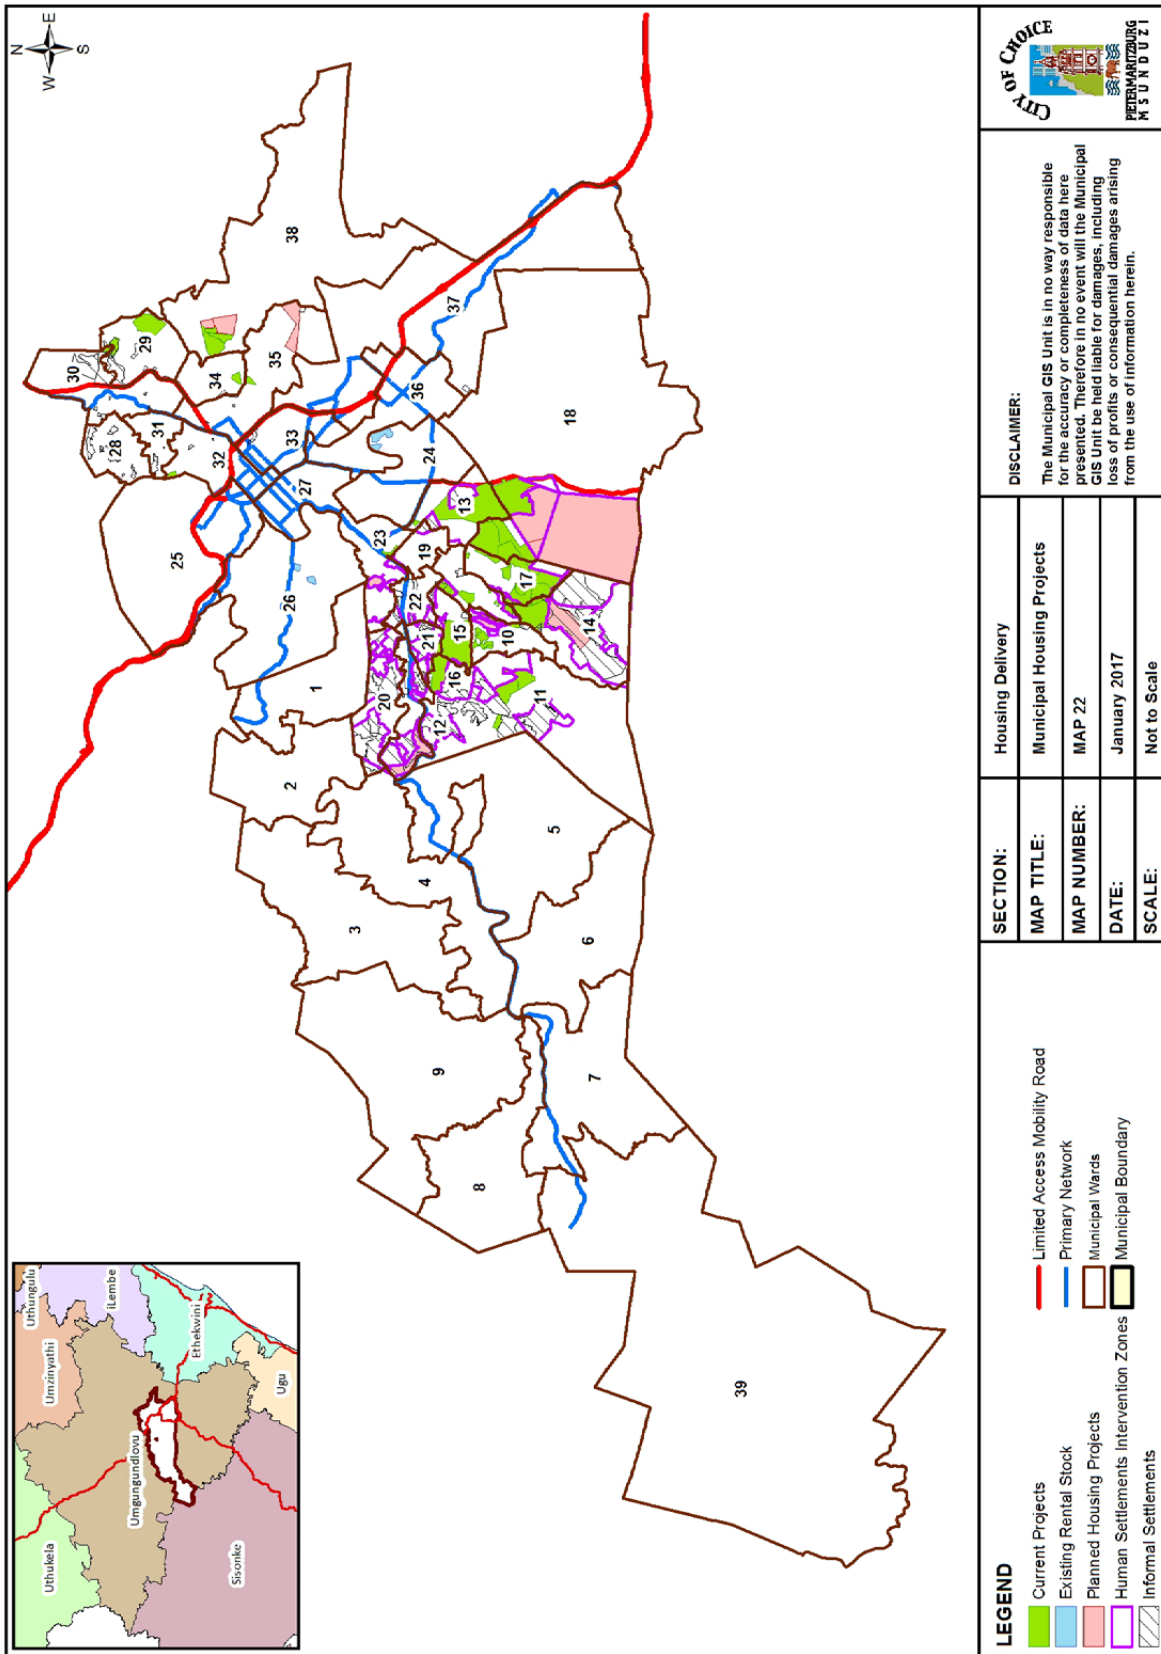 Uthukela
Umzinyathi
Uthungulu
iLembe
Umgungundlovu
Ethekwini
Ugu
Sisonke
N
W
E
S
30
29
28
31
34
38
25
32
35
33
27
26
36
37
24
18
23
13
19
1
22
17
20
21
15
10
14
2
16
12
11
3
4
5
6
9
7
8
39
LEGEND
Current Projects
Existing Rental Stock
Planned Housing Projects
Human Settlements Intervention Zones
Informal Settlements
Limited Access Mobility Road
Primary Network
Municipal Wards
Municipal Boundary
SECTION: Housing Delivery
MAP TITLE: Municipal Housing Projects
MAP NUMBER: MAP 22
DATE: January 2017
SCALE: Not to Scale
DISCLAIMER:
The Municipal GIS Unit is in no way responsible
for the accuracy or completeness of data here
presented. Therefore in no event will the Municipal
GIS Unit be held liable for damages, including
loss of profits or consequential damages arising
from the use of information herein.
CITY OF CHOICE
PIETERMARITZBURG
MSUNDUZI